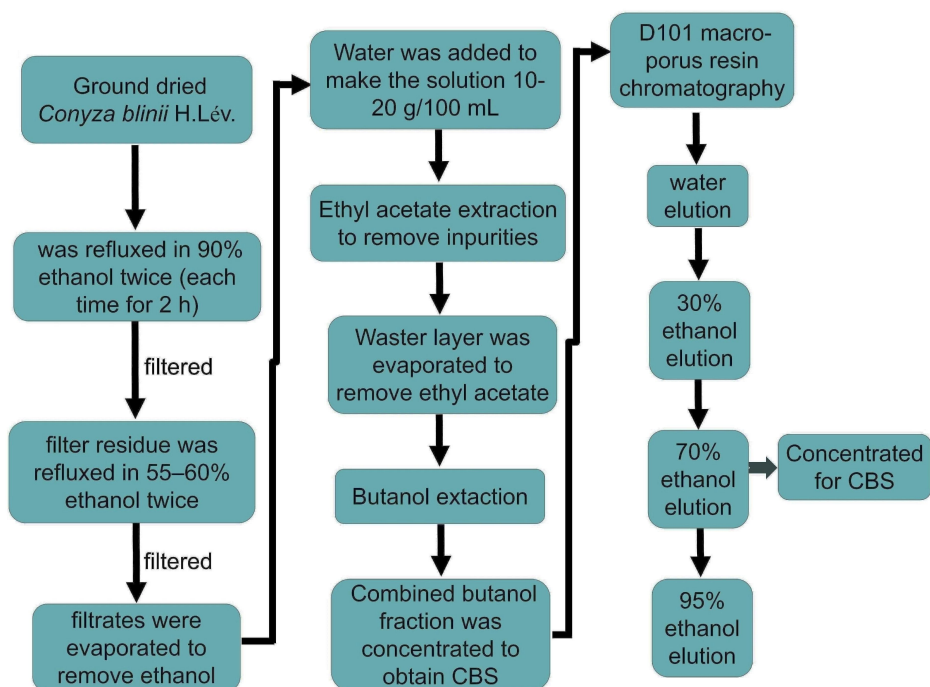 Ground dried
Conyza blinii H.Lév.
was refluxed in 90%
ethanol twice (each
time for 2 h)
filtered
filter residue was
refluxed in 55–60%
ethanol twice
filtered
filtrates were
evaporated to
remove ethanol
Water was added to
make the solution 10-
20 g/100 mL
Ethyl acetate extraction
to remove inpurities
Waster layer was
evaporated to
remove ethyl acetate
Butanol extaction
Combined butanol
fraction was
concentrated to
obtain CBS
D101 macro-
porus resin
chromatography
water
elution
30%
ethanol
elution
70%
ethanol
elution
Concentrated
for CBS
95%
ethanol
elution